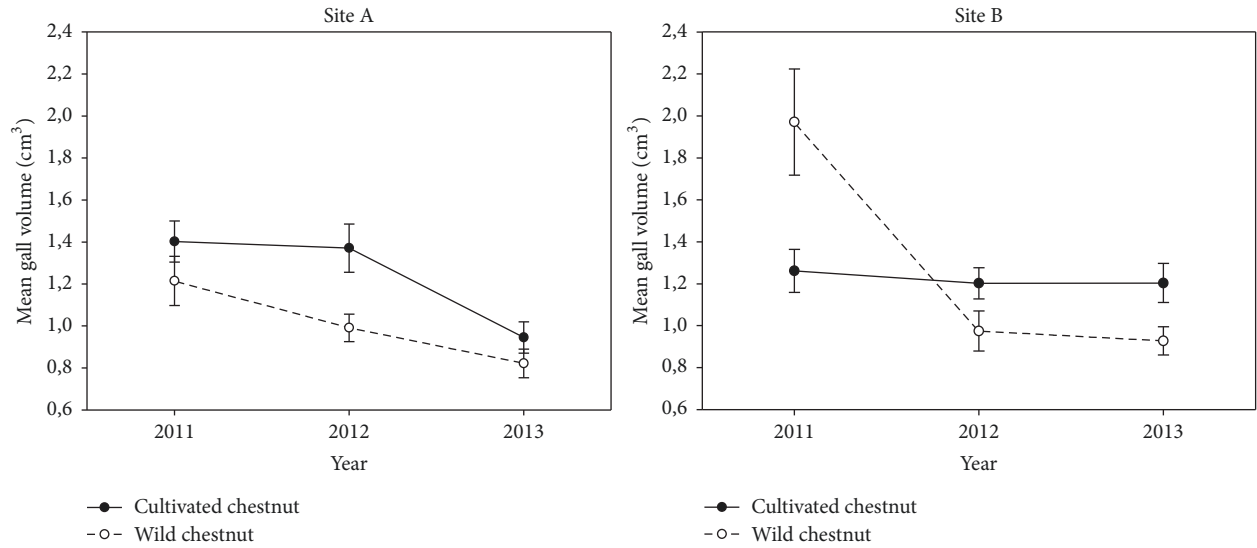 Site A
Mean gall volume (cm³)
2,4
2,2
2,0
1,8
1,6
1,4
1,2
1,0
0,8
0,6
2011 2012 2013
Year
Cultivated chestnut
Wild chestnut
Site B
Mean gall volume (cm³)
2,4
2,2
2,0
1,8
1,6
1,4
1,2
1,0
0,8
0,6
2011 2012 2013
Year
Cultivated chestnut
Wild chestnut